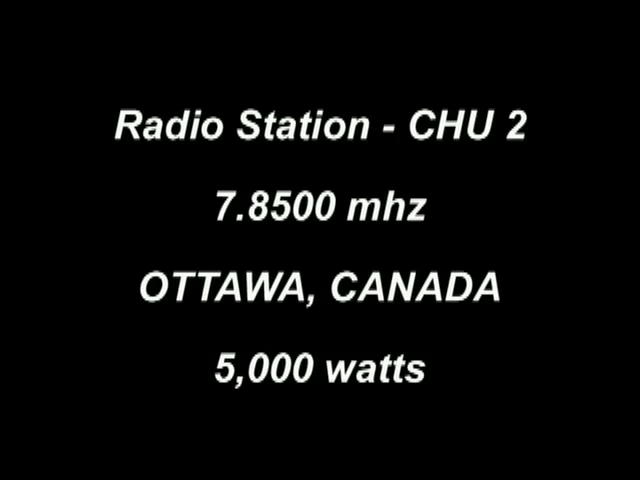 Radio Station - CHU 2
7.8500 mhz
OTTAWA, CANADA
5,000 watts